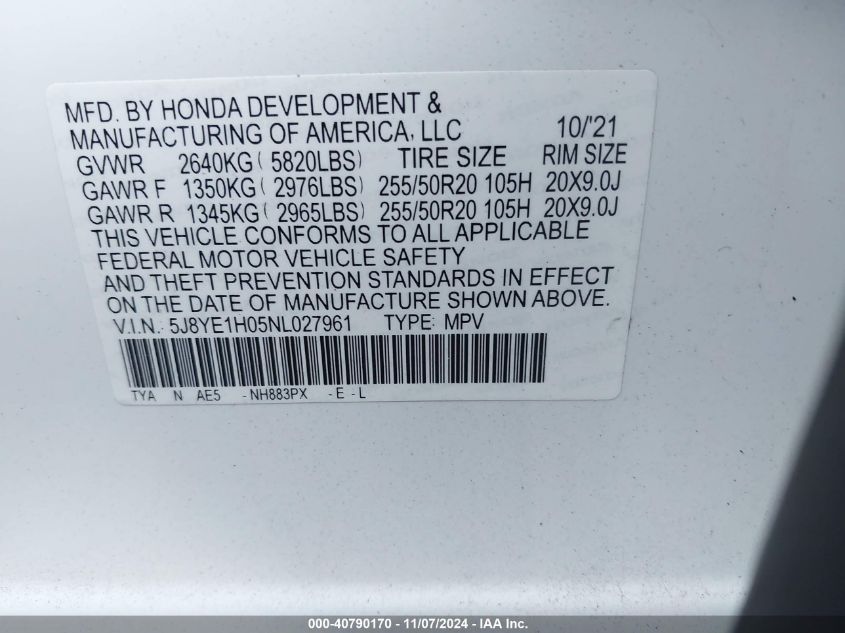 MFD. BY HONDA DEVELOPMENT &
MANUFACTURING OF AMERICA, LLC 10/'21
GVWR 2640KG ( 5820LBS) TIRE SIZE RIM SIZE
GAWR F 1350KG ( 2976LBS) 255/50R20 105H 20X9.0J
GAWR R 1345KG ( 2965LBS) 255/50R20 105H 20X9.0J
THIS VEHICLE CONFORMS TO ALL APPLICABLE
FEDERAL MOTOR VEHICLE SAFETY
AND THEFT PREVENTION STANDARDS IN EFFECT
ON THE DATE OF MANUFACTURE SHOWN ABOVE.
V.I.N.: 5J8YE1H05NL027961 TYPE: MPV
TYA N AE5 -NH883PX -E -L
000-40790170 - 11/07/2024 - IAA Inc.